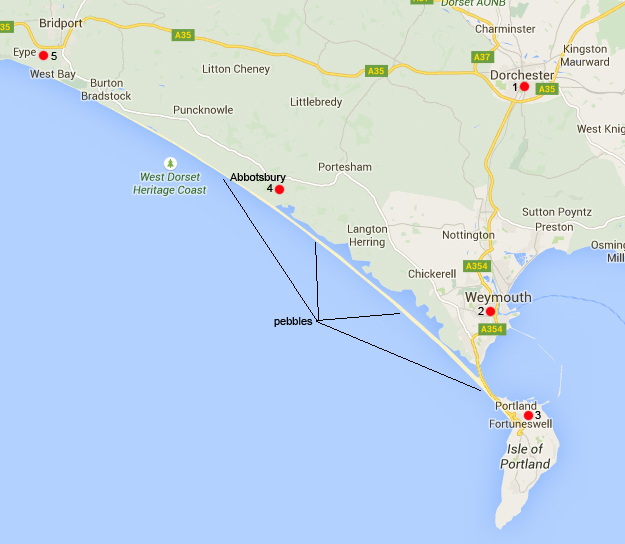 Dorset AONB
Bridport
35
A35
Charminster
Eype
5
West Bay
A37
Kingston
Maurward
Litton Cheney
A35
Dorchester
1
A35
Burton
Bradstock
Puncknowle
Littlebredy
West Knig
West Dorset
Heritage Coast
Abbotsbury
4
Portesham
Sutton Poyntz
Preston
Langton
Herring
Nottington
Osming
Mill
A354
Chickerell
Weymouth
2
A354
pebbles
Portland
3
Fortuneswell
Isle of
Portland